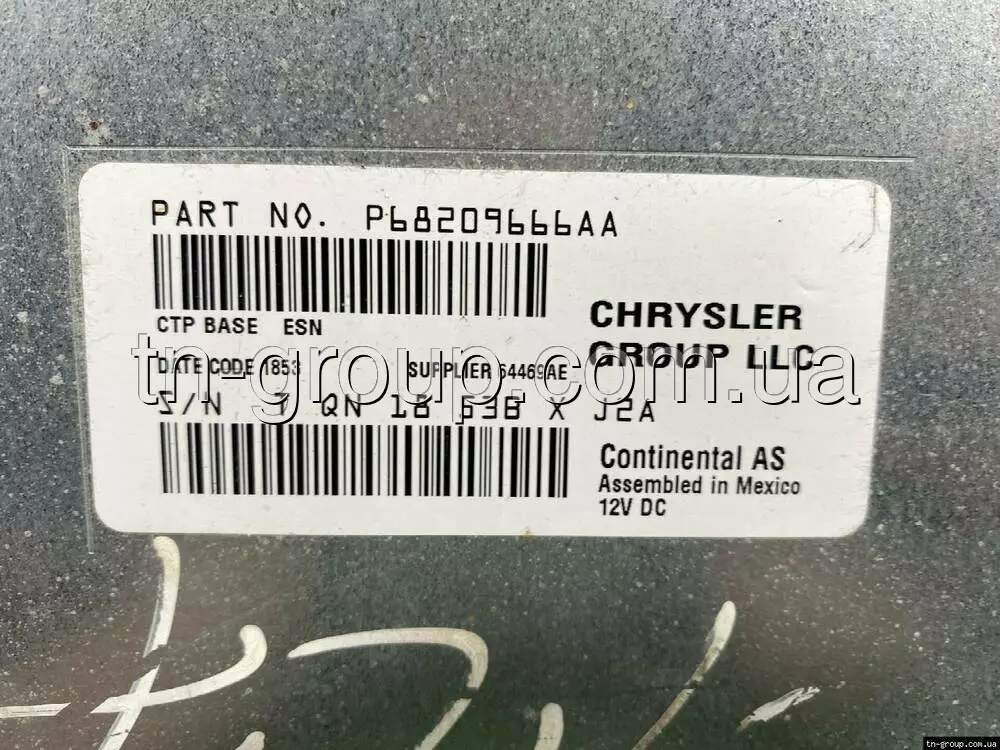 PART NO. P68209666AA
CTP BASE ESN
CHRYSLER
GROUP LLC
DATE CODE 1853 SUPPLIER 64469AE
tn-group.com.ua
S/N QN 18 X J2A
Continental AS
Assembled in Mexico
12V DC
tn-group.com.ua